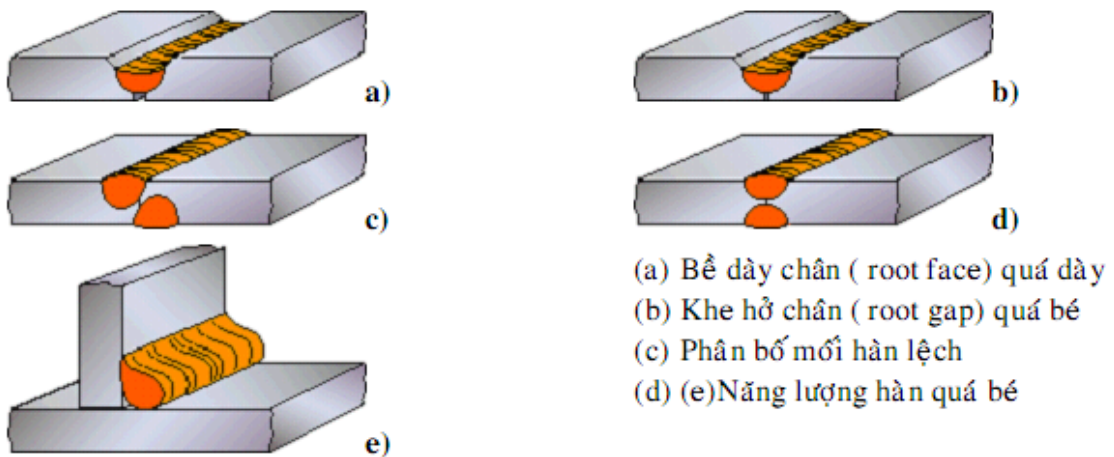 a)
b)
c)
d)
e)
(a) Bề dày chân ( root face) quá dày
(b) Khe hở chân ( root gap) quá bé
(c) Phân bố mối hàn lệch
(d) (e)Năng lượng hàn quá bé